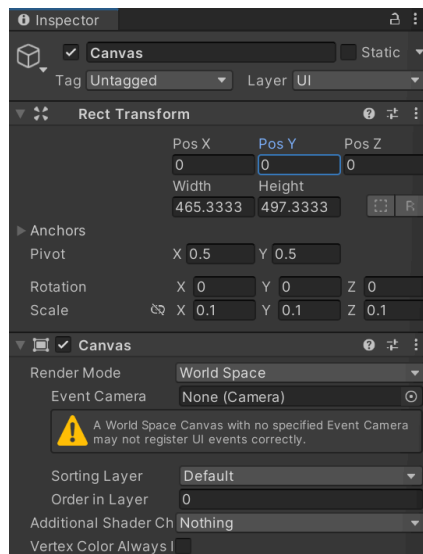 Inspector
Canvas Static
Tag Untagged Layer UI
Rect Transform
Pos X Pos Y Pos Z
0 0 0
Width Height
465.3333 497.3333 R
Anchors
Pivot X 0.5 Y 0.5
Rotation X 0 Y 0 Z 0
Scale X 0.1 Y 0.1 Z 0.1
Canvas
Render Mode World Space
Event Camera None (Camera)
A World Space Canvas with no specified Event Camera
may not register UI events correctly.
Sorting Layer Default
Order in Layer 0
Additional Shader Ch Nothing
Vertex Color Always I